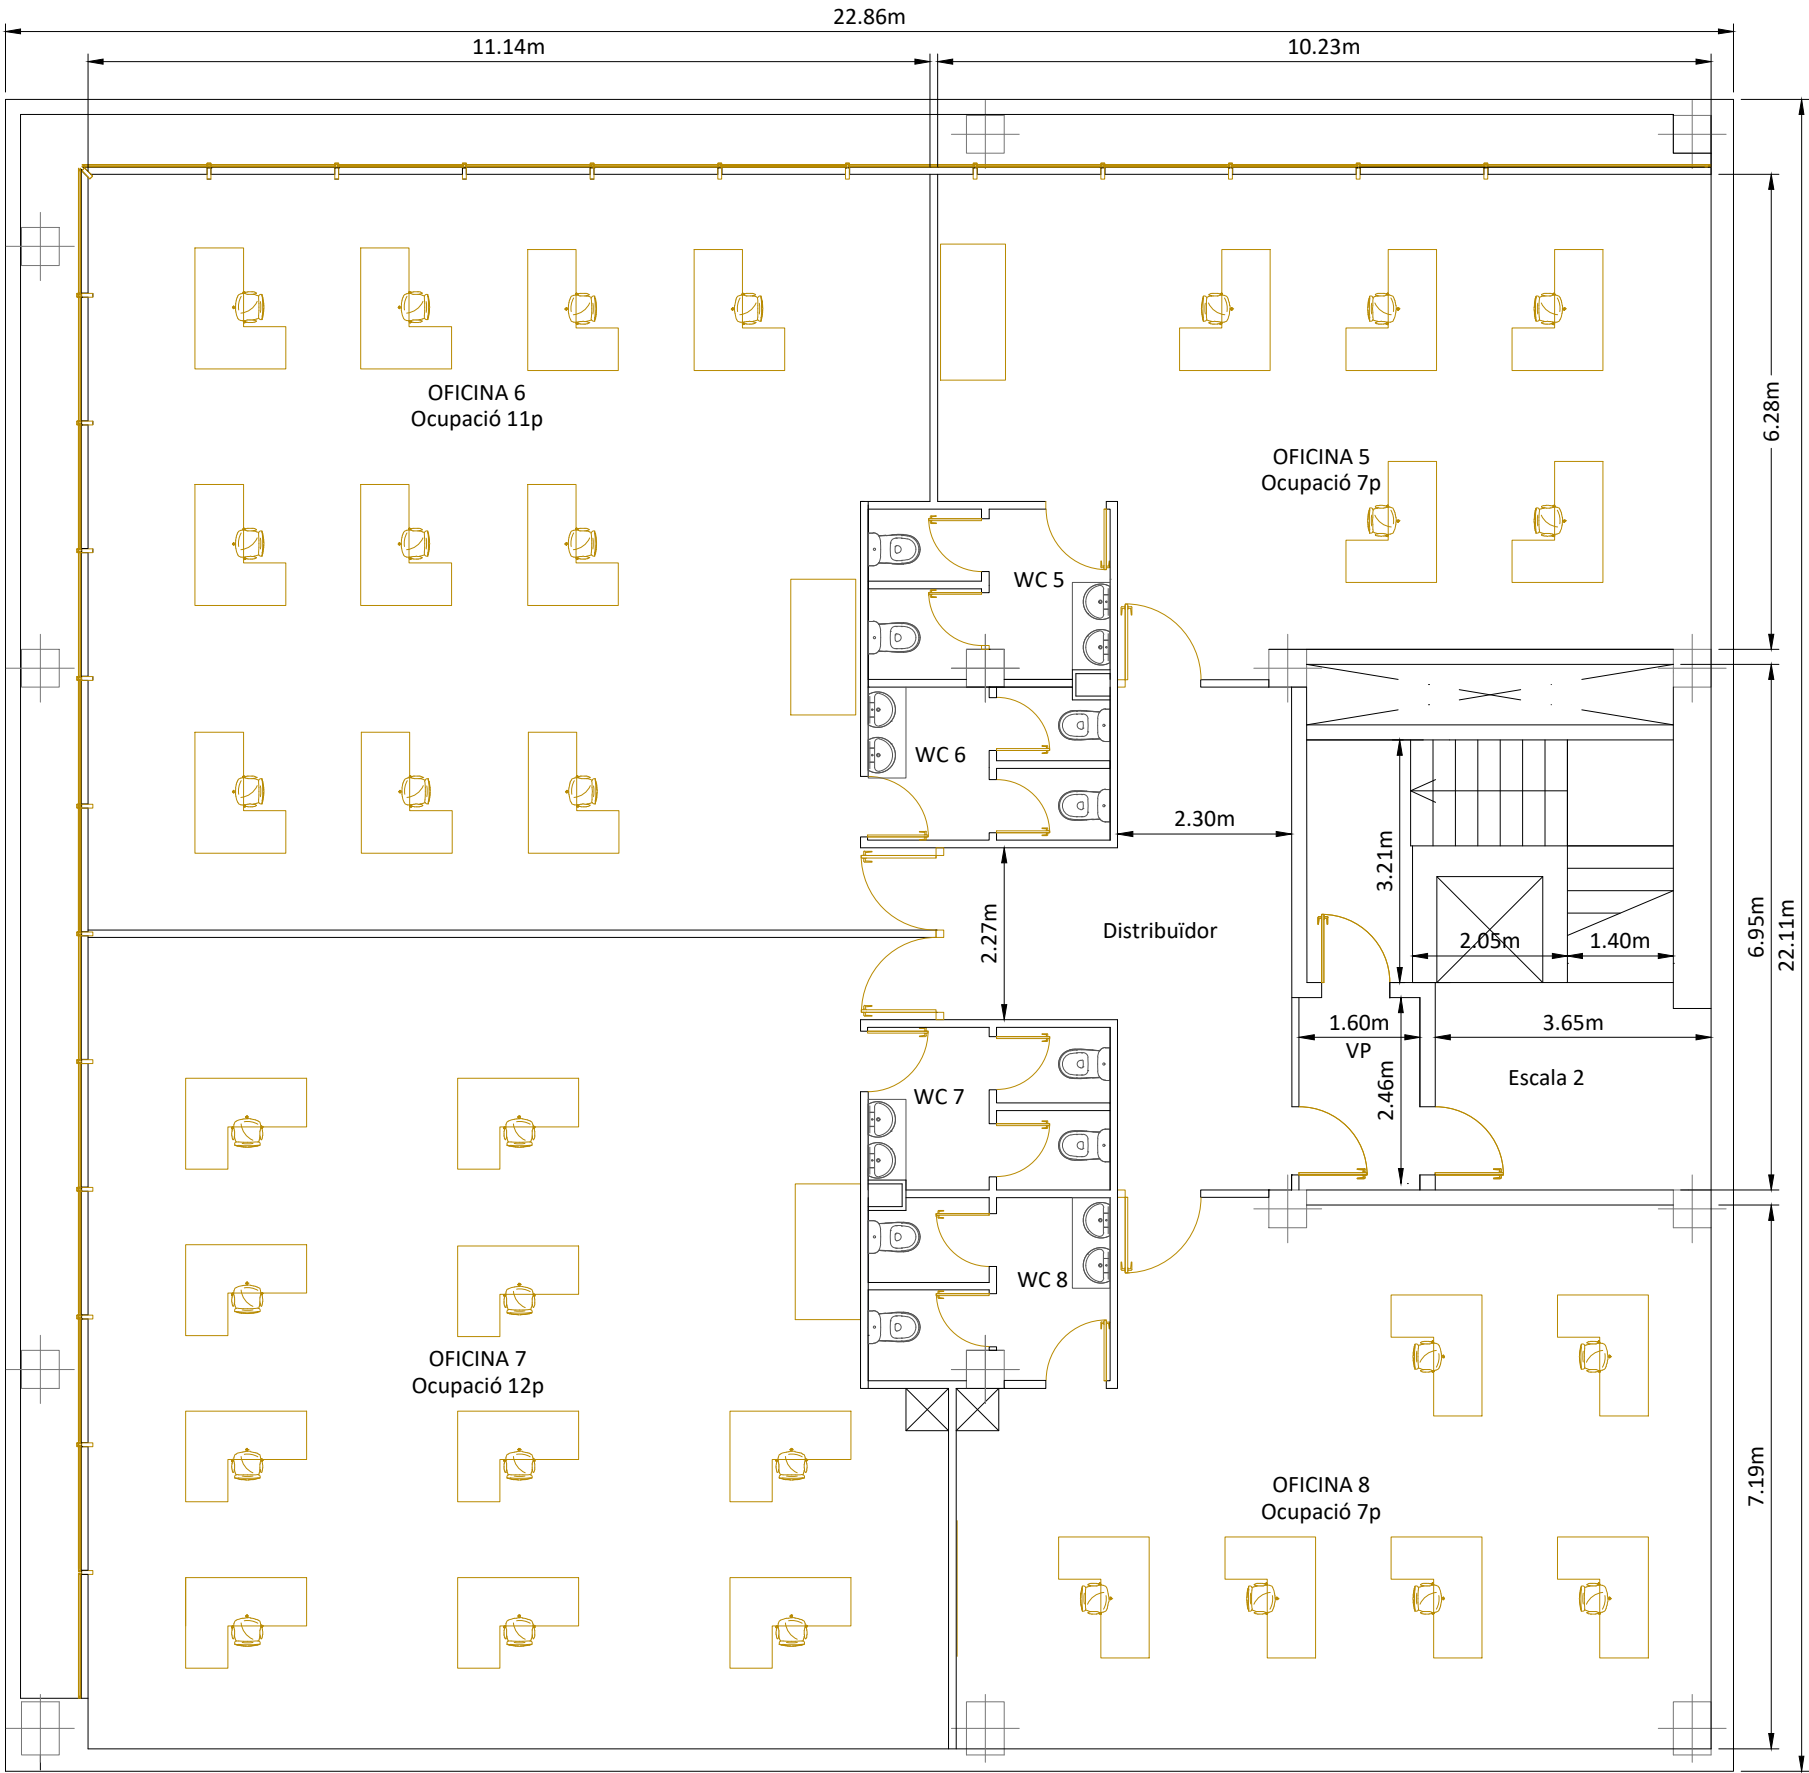 22.86m
11.14m
10.23m
OFICINA 6
Ocupació 11p
6.28m
OFICINA 5
Ocupació 7p
WC 5
WC 6
2.30m
3.21m
2.27m
Distribuïdor
2.05m
1.40m
6.95m
22.11m
1.60m
VP
3.65m
2.46m
Escala 2
WC 7
WC 8
OFICINA 7
Ocupació 12p
OFICINA 8
Ocupació 7p
7.19m